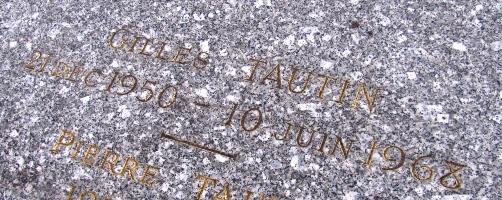 GILLES TAUTIN
21 DEC 1950 - 10 JUIN 1968
PIERRE